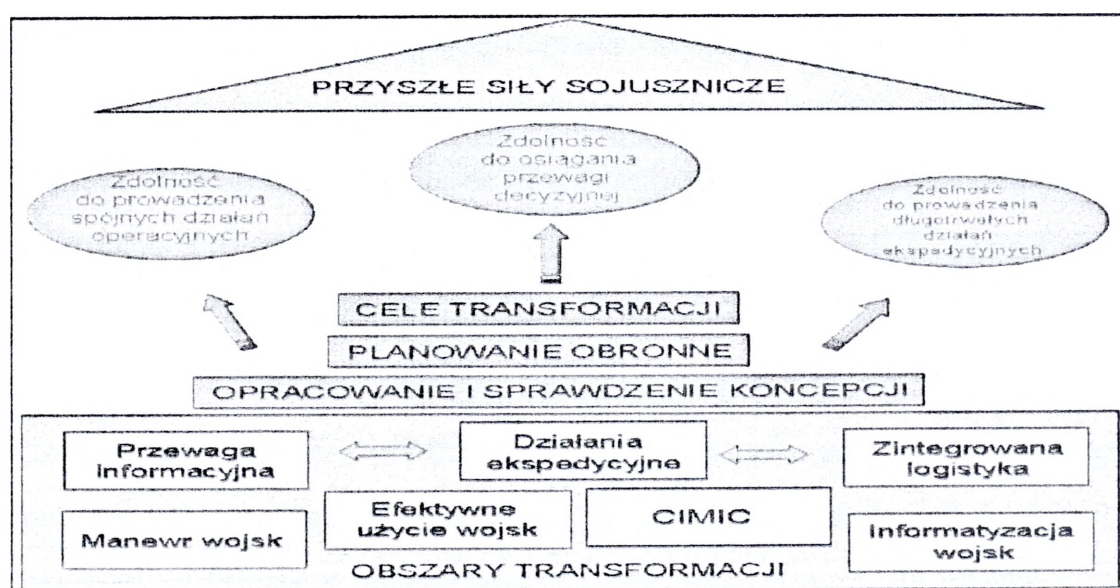 PRZYSZŁE SIŁY SOJUSZNICZE
Zdolność
do osiągania
przewagi
decyzyjnej
Zdolność
do prowadzenia
spójnych działań
operacyjnych
Zdolność
do prowadzenia
długotrwałych
działań
ekspedycyjnych
CELE TRANSFORMACJI
PLANOWANIE OBRONNE
OPRACOWANIE I SPRAWDZENIE KONCEPCJI
Przewaga
informacyjna
Działania
ekspedycyjne
Zintegrowana
logistyka
Manewr wojsk
Efektywne
użycie wojsk
CIMIC
Informatyzacja
wojsk
OBSZARY TRANSFORMACJI